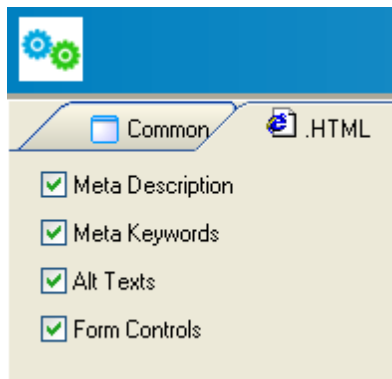 Common .HTML
Meta Description
Meta Keywords
Alt Texts
Form Controls